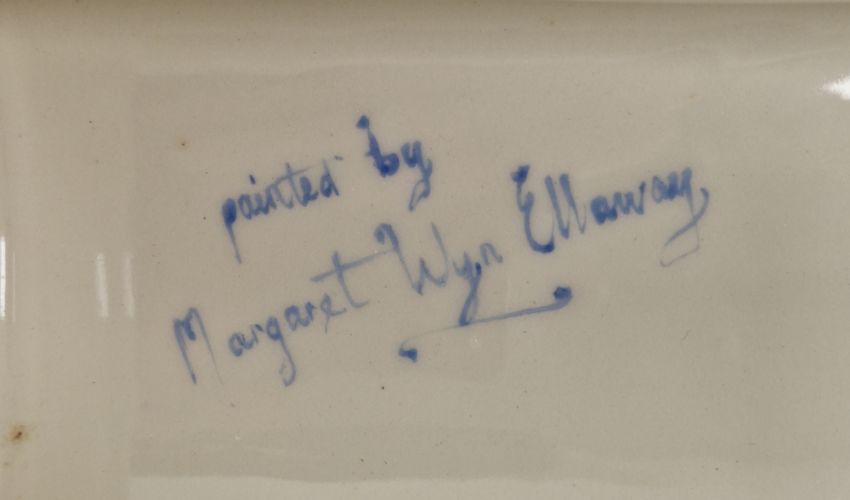 painted by
Margaret Wyn Ellaway